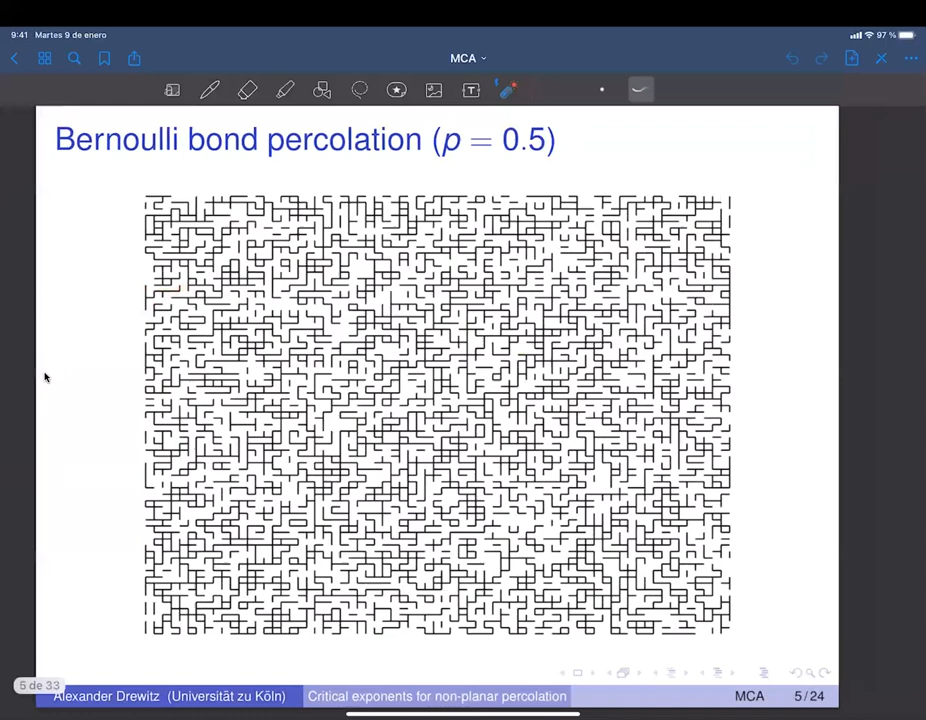 9:41 Martes 9 de enero 97 %
MCA
T
Bernoulli bond percolation (p = 0.5)
5 de 33
Alexander Drewitz (Universität zu Köln) Critical exponents for non-planar percolation MCA 5/24